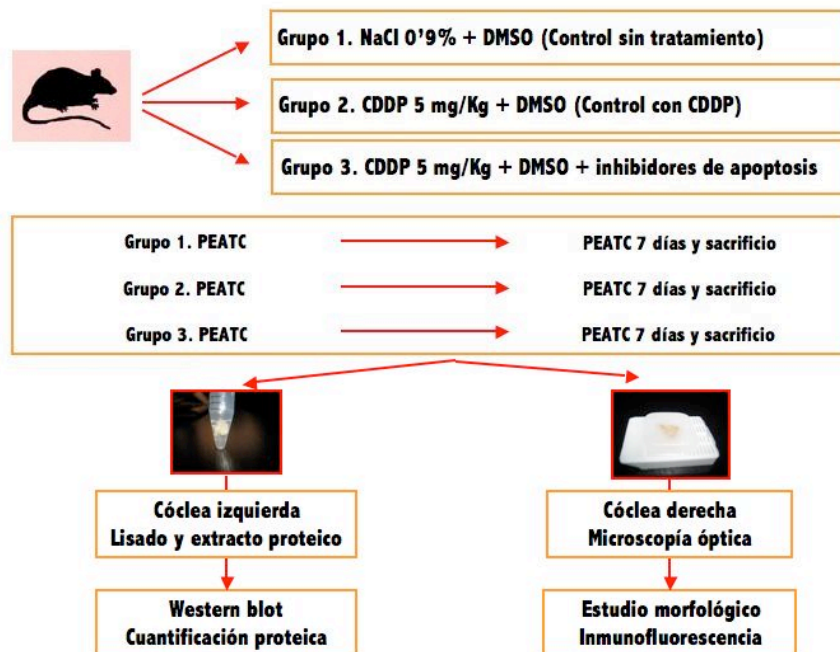 Grupo 1. NaCl 0'9% + DMSO (Control sin tratamiento)
Grupo 2. CDDP 5 mg/Kg + DMSO (Control con CDDP)
Grupo 3. CDDP 5 mg/Kg + DMSO + inhibidores de apoptosis
Grupo 1. PEATC
PEATC 7 días y sacrificio
Grupo 2. PEATC
PEATC 7 días y sacrificio
Grupo 3. PEATC
PEATC 7 días y sacrificio
Cóclea izquierda
Lisado y extracto proteico
Cóclea derecha
Microscopía óptica
Western blot
Cuantificación proteica
Estudio morfológico
Inmunofluorescencia